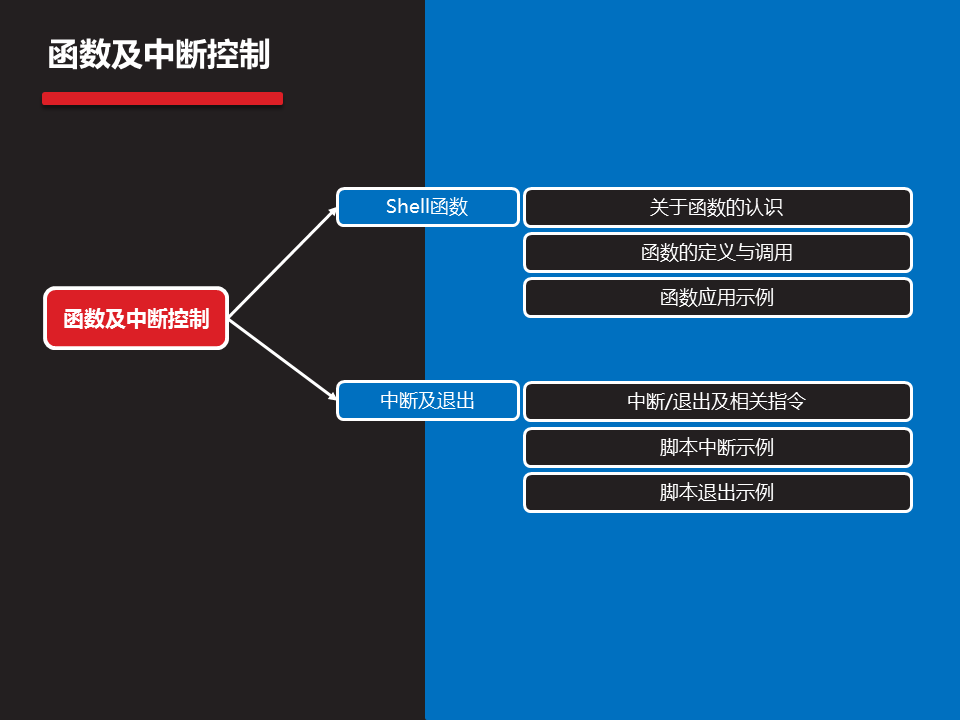 函数及中断控制
Shell函数
关于函数的认识
函数的定义与调用
函数应用示例
函数及中断控制
中断及退出
中断/退出及相关指令
脚本中断示例
脚本退出示例